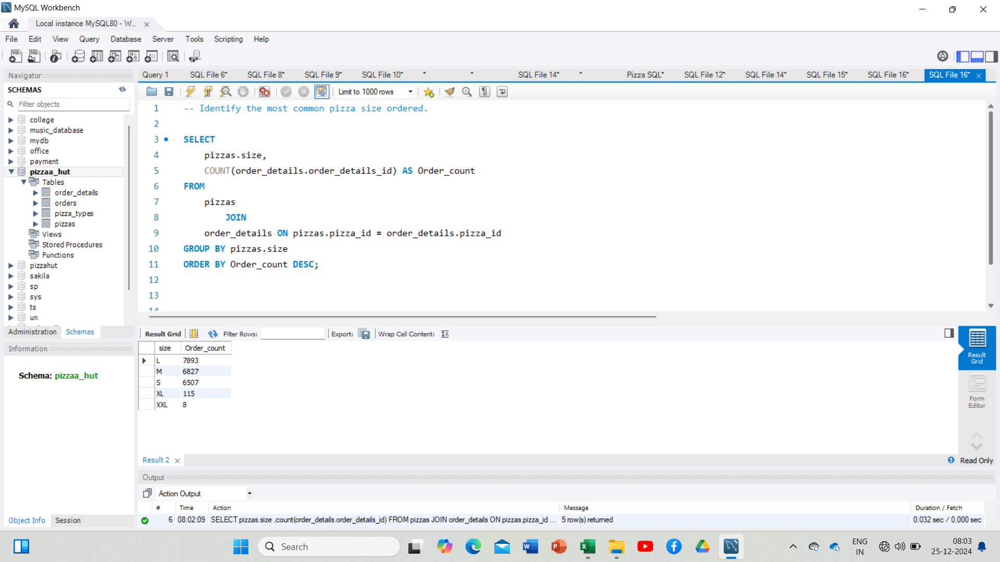 MySQL Workbench
Local instance MySQL80 - W...
File Edit View Query Database Server Tools Scripting Help
Navigator
SCHEMAS
Filter objects
college
music_database
mydb
office
payment
pizzaa_hut
Tables
order_details
orders
pizza_types
pizzas
Views
Stored Procedures
Functions
pizzahut
sakila
sp
sys
ts
un
Administration Schemas
Information
Schema: pizzaa_hut
Object Info Session
Query 1 SQL File 6* SQL File 8* SQL File 9* SQL File 10* * * SQL File 14* * Pizza SQL* SQL File 12* SQL File 14* SQL File 15* SQL File 16* SQL File 16*
Limit to 1000 rows
1 -- Identify the most common pizza size ordered.
2
3 SELECT
4 pizzas.size,
5 COUNT(order_details.order_details_id) AS Order_count
6 FROM
7 pizzas
8 JOIN
9 order_details ON pizzas.pizza_id = order_details.pizza_id
10 GROUP BY pizzas.size
11 ORDER BY Order_count DESC;
12
13
14
Result Grid Filter Rows: Export: Wrap Cell Content:
size Order_count
L 7893
M 6827
S 6507
XL 115
XXL 8
Result Grid
Form Editor
Result 2
Read Only
Output
Action Output
# Time Action Message Duration / Fetch
6 08:02:09 SELECT pizzas.size ,count(order_details.order_details_id) FROM pizzas JOIN order_details ON pizzas.pizza_id ... 5 row(s) returned 0.032 sec / 0.000 sec
Search
ENG
IN
08:03
25-12-2024